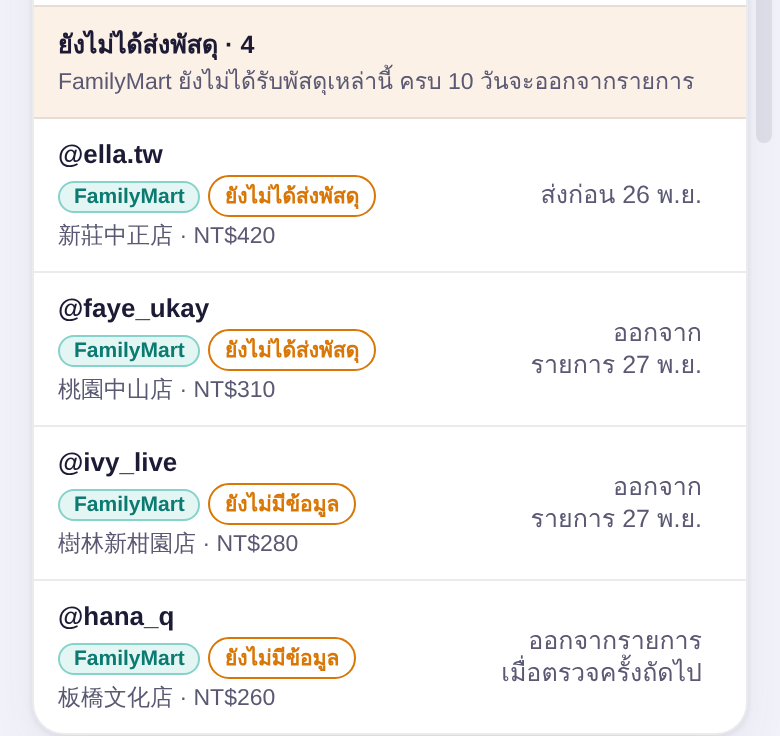 ยังไม่ได้ส่งพัสดุ · 4
FamilyMart ยังไม่ได้รับพัสดุเหล่านี้ ครบ 10 วันจะออกจากรายการ
@ella.tw
FamilyMart ยังไม่ได้ส่งพัสดุ
新莊中正店 · NT$420
ส่งก่อน 26 พ.ย.
@faye_ukay
FamilyMart ยังไม่ได้ส่งพัสดุ
桃園中山店 · NT$310
ออกจาก
รายการ 27 พ.ย.
@ivy_live
FamilyMart ยังไม่มีข้อมูล
樹林新柑園店 · NT$280
ออกจาก
รายการ 27 พ.ย.
@hana_q
FamilyMart ยังไม่มีข้อมูล
板橋文化店 · NT$260
ออกจากรายการ
เมื่อตรวจครั้งถัดไป